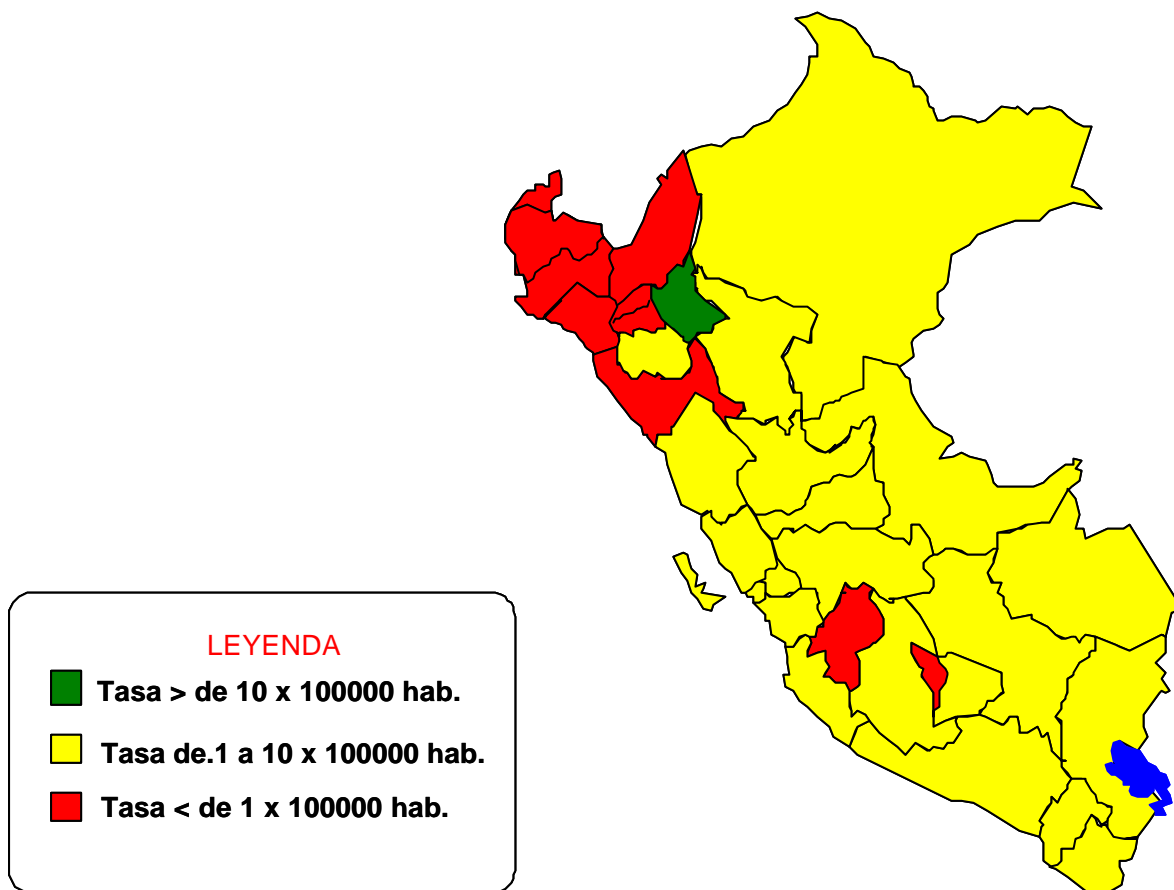 LEYENDA
Tasa > de 10 x 100000 hab.
Tasa de.1 a 10 x 100000 hab.
Tasa < de 1 x 100000 hab.